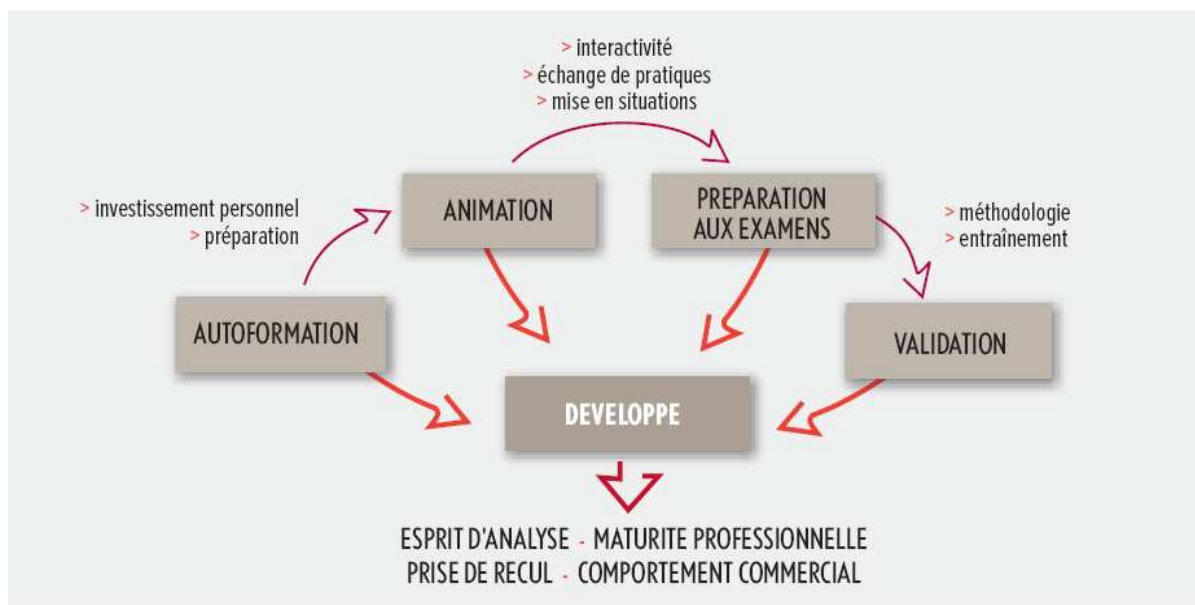 > interactivité
> échange de pratiques
> mise en situations
> investissement personnel
> préparation
ANIMATION
PREPARATION
AUX EXAMENS
> méthodologie
> entraînement
AUTOFORMATION
VALIDATION
DEVELOPPE
ESPRIT D'ANALYSE - MATURITE PROFESSIONNELLE
PRISE DE RECUL - COMPORTEMENT COMMERCIAL